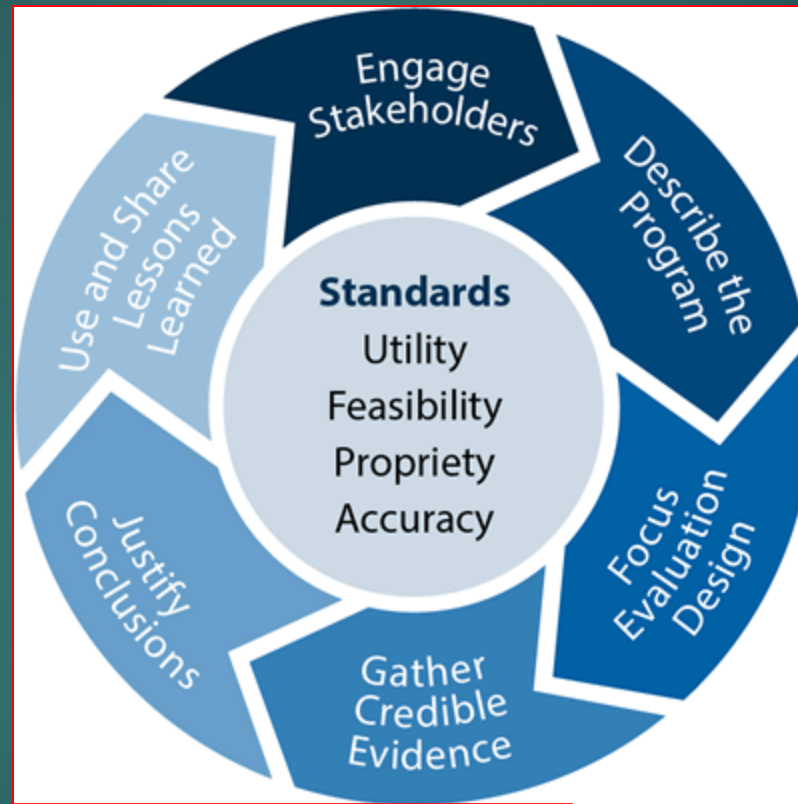 Engage
Stakeholders
Describe the
Program
Focus
Evaluation
Design
Gather
Credible
Evidence
Justify
Conclusions
Use and Share
Lessons
Learned
Standards
Utility
Feasibility
Propriety
Accuracy